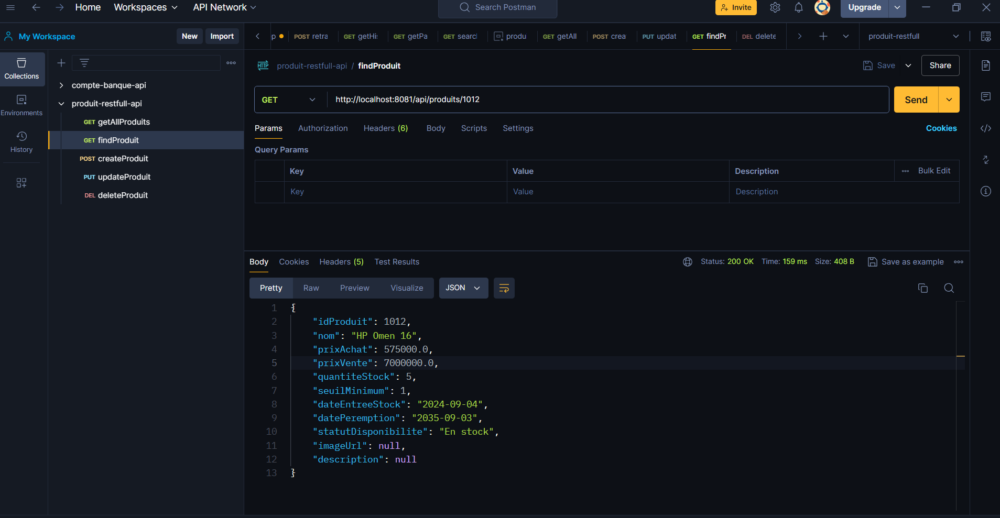 Home Workspaces API Network Search Postman Invite Upgrade
My Workspace New Import p POST retra GET getHi GET getPa GET searcl produ GET getAll POST crea PUT updat GET findPr DEL delete produit-restfull
Collections
Environments
History
compte-banque-api
produit-restfull-api
GET getAllProduits
GET findProduit
POST createProduit
PUT updateProduit
DEL deleteProduit
HTTP produit-restfull-api / findProduit Save Share
GET http://localhost:8081/api/produits/1012 Send
Params Authorization Headers (6) Body Scripts Settings Cookies
Query Params
Key Value Description Bulk Edit
Key Value Description
Body Cookies Headers (5) Test Results Status: 200 OK Time: 159 ms Size: 408 B Save as example
Pretty Raw Preview Visualize JSON
1 {
2 "idProduit": 1012,
3 "nom": "HP Omen 16",
4 "prixAchat": 575000.0,
5 "prixVente": 7000000.0,
6 "quantiteStock": 5,
7 "seuilMinimum": 1,
8 "dateEntreeStock": "2024-09-04",
9 "datePeremption": "2035-09-03",
10 "statutDisponibilite": "En stock",
11 "imageUrl": null,
12 "description": null
13 }